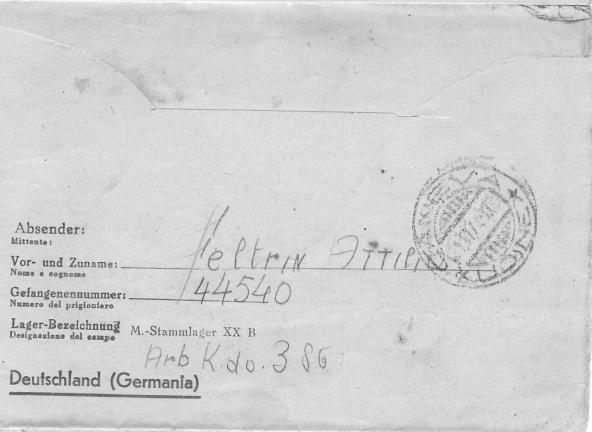 Absender:
Mittente:
Vor- und Zuname: Feltrin Attilio
Nome e cognome
Gefangenennummer: 44540
Numero del prigioniero
Lager-Bezeichnung M.-Stammlager XX B
Designazione del campo
Arb Kdo. 386
Deutschland (Germania)
UDINE